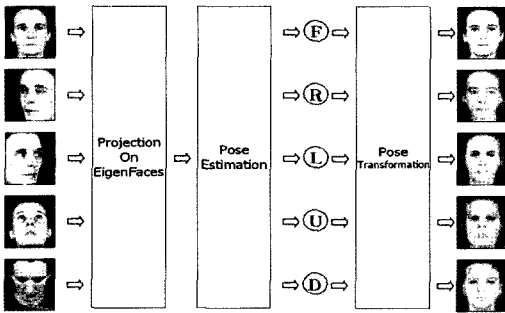 F
R
L
U
D
Projection
On
EigenFaces
Pose
Estimation
Pose
Transformation